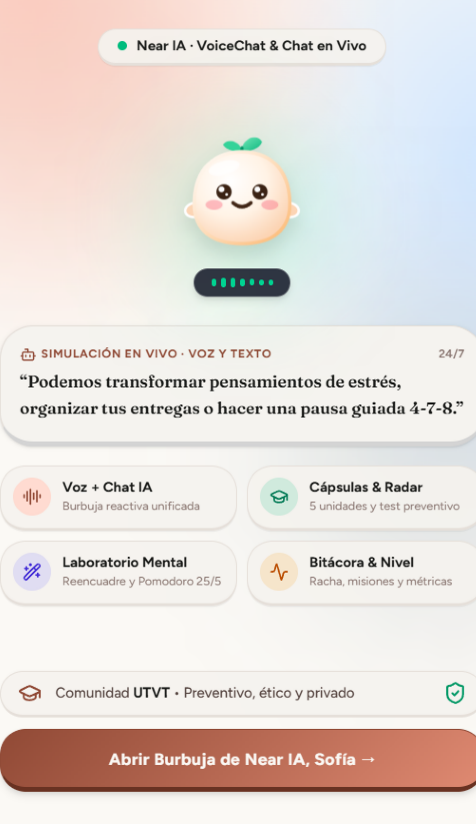 Near IA · VoiceChat & Chat en Vivo
SIMULACIÓN EN VIVO · VOZ Y TEXTO
24/7
“Podemos transformar pensamientos de estrés,
organizar tus entregas o hacer una pausa guiada 4-7-8.”
Voz + Chat IA
Burbuja reactiva unificada
Cápsulas & Radar
5 unidades y test preventivo
Laboratorio Mental
Reencuadre y Pomodoro 25/5
Bitácora & Nivel
Racha, misiones y métricas
Comunidad UTVT • Preventivo, ético y privado
Abrir Burbuja de Near IA, Sofía →